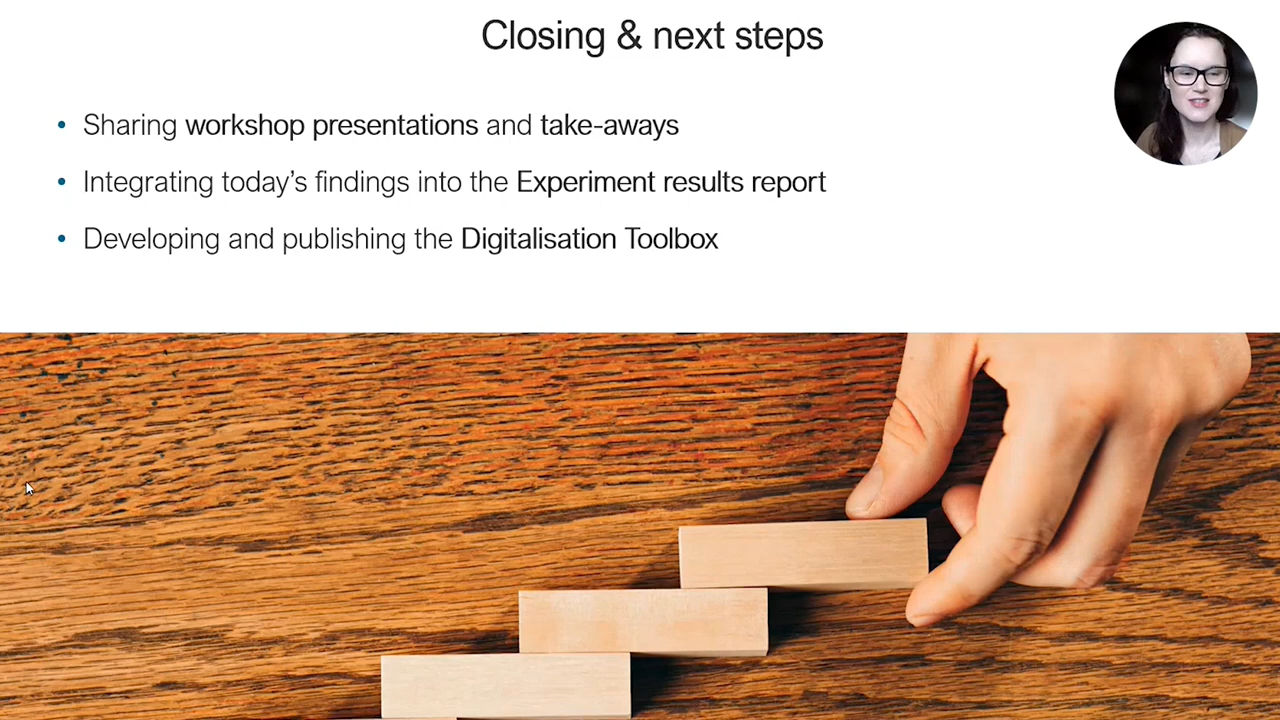 Closing & next steps
• Sharing workshop presentations and take-aways
• Integrating today’s findings into the Experiment results report
• Developing and publishing the Digitalisation Toolbox